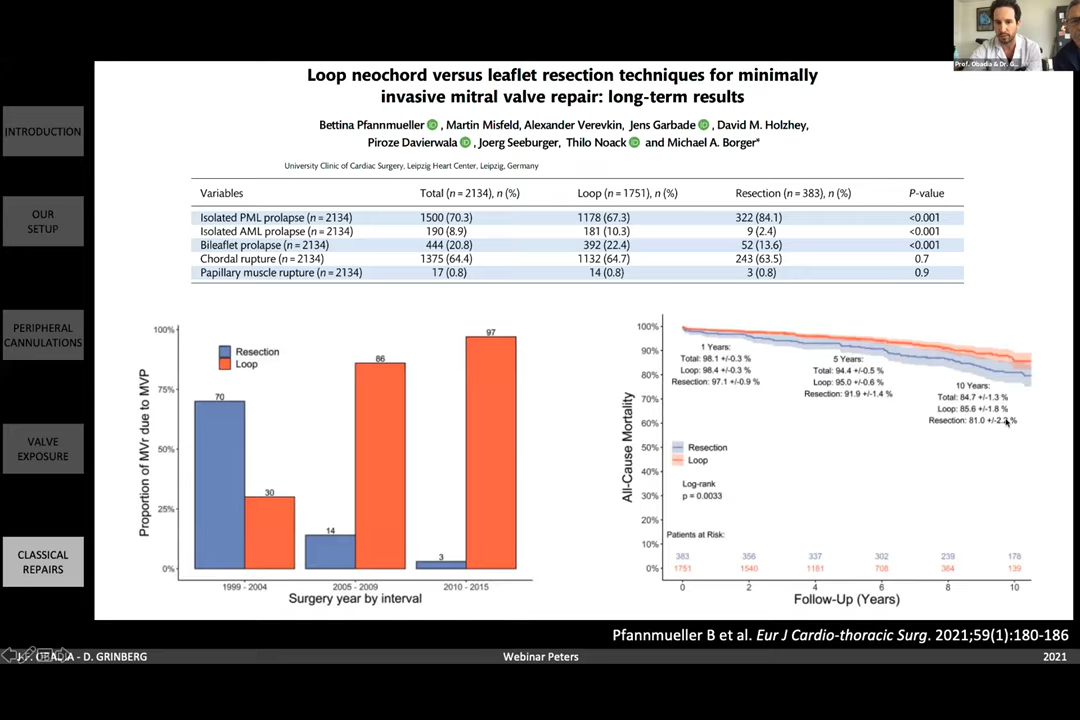 Prof. Obadia & Dr. G...
Loop neochord versus leaflet resection techniques for minimally
invasive mitral valve repair: long-term results
Bettina Pfannmueller, Martin Misfeld, Alexander Verevkin, Jens Garbade, David M. Holzhey,
Piroze Davierwala, Joerg Seeburger, Thilo Noack and Michael A. Borger*
University Clinic of Cardiac Surgery, Leipzig Heart Center, Leipzig, Germany
INTRODUCTION
OUR
SETUP
PERIPHERAL
CANNULATIONS
VALVE
EXPOSURE
CLASSICAL
REPAIRS
Variables Total (n = 2134), n (%) Loop (n = 1751), n (%) Resection (n = 383), n (%) P-value
Isolated PML prolapse (n = 2134) 1500 (70.3) 1178 (67.3) 322 (84.1) <0.001
Isolated AML prolapse (n = 2134) 190 (8.9) 181 (10.3) 9 (2.4) <0.001
Bileaflet prolapse (n = 2134) 444 (20.8) 392 (22.4) 52 (13.6) <0.001
Chordal rupture (n = 2134) 1375 (64.4) 1132 (64.7) 243 (63.5) 0.7
Papillary muscle rupture (n = 2134) 17 (0.8) 14 (0.8) 3 (0.8) 0.9
Proportion of MVr due to MVP
100%
75%
50%
25%
0%
Resection
Loop
70
30
14
86
3
97
1999 - 2004 2005 - 2009 2010 - 2015
Surgery year by interval
All-Cause Mortality
100%
90%
80%
70%
60%
50%
40%
30%
20%
10%
0%
1 Years:
Total: 98.1 +/-0.3 %
Loop: 98.4 +/-0.3 %
Resection: 97.1 +/-0.9 %
5 Years:
Total: 94.4 +/-0.5 %
Loop: 95.0 +/-0.6 %
Resection: 91.9 +/-1.4 %
10 Years:
Total: 84.7 +/-1.3 %
Loop: 85.6 +/-1.8 %
Resection: 81.0 %
Resection
Loop
Log-rank
p = 0.0033
Patients at Risk:
383 356 337 302 239 178
1751 1540 1181 708 364 139
0 2 4 6 8 10
Follow-Up (Years)
Pfannmueller B et al. Eur J Cardio-thoracic Surg. 2021;59(1):180-186
OBADIA - D. GRINBERG
Webinar Peters
2021